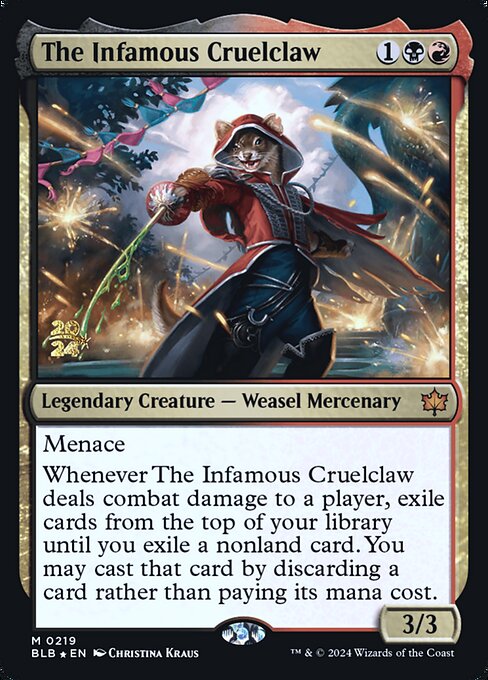 The Infamous Cruelclaw 1
2024
Legendary Creature — Weasel Mercenary
Menace
Whenever The Infamous Cruelclaw
deals combat damage to a player, exile
cards from the top of your library
until you exile a nonland card. You
may cast that card by discarding a
card rather than paying its mana cost.
3/3
M 0219
BLB ★ EN CHRISTINA KRAUS ™ & © 2024 Wizards of the Coast